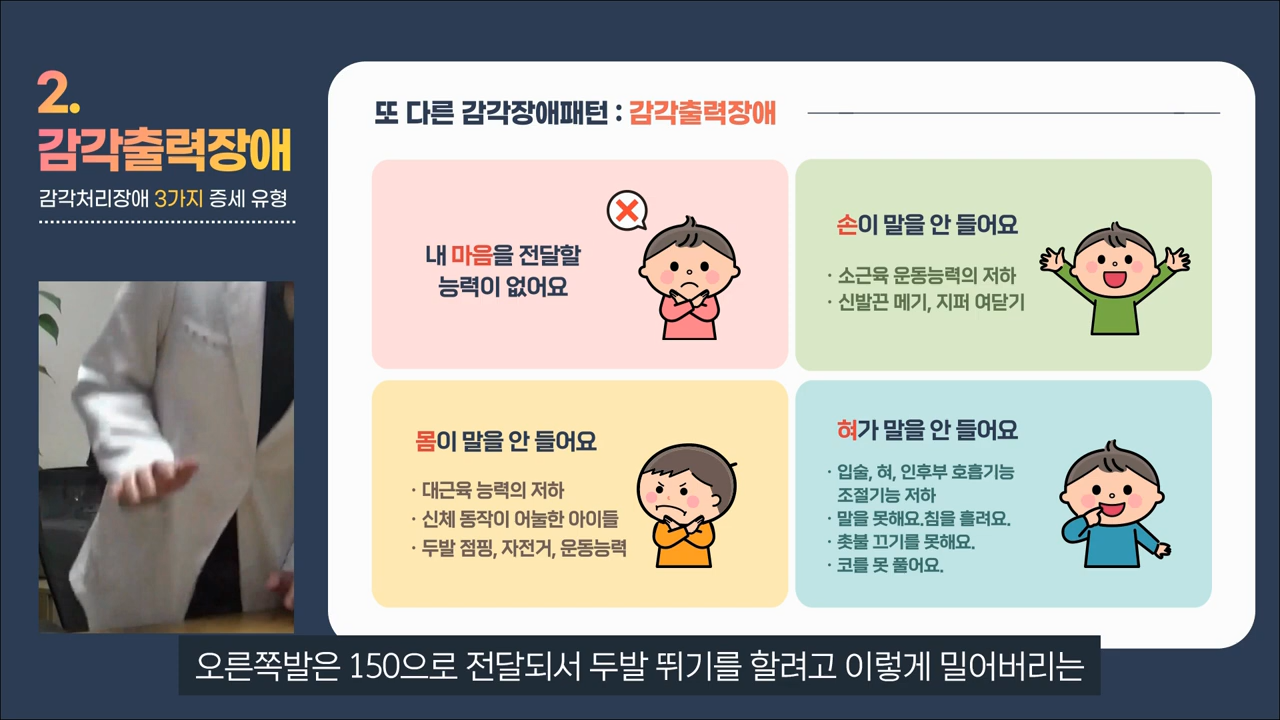 2.
감각출력장애
감각처리장애 3가지 증세 유형
또 다른 감각장애패턴 : 감각출력장애
내 마음을 전달할
능력이 없어요
손이 말을 안 들어요
· 소근육 운동능력의 저하
· 신발끈 메기, 지퍼 여닫기
몸이 말을 안 들어요
· 대근육 능력의 저하
· 신체 동작이 어눌한 아이들
· 두발 점핑, 자전거, 운동능력
혀가 말을 안 들어요
· 입술, 혀, 인후부 호흡기능
조절기능 저하
· 말을 못해요.침을 흘려요.
· 촛불 끄기를 못해요.
· 코를 못 풀어요.
오른쪽발은 150으로 전달되서 두발 뛰기를 할려고 이렇게 밀어버리는